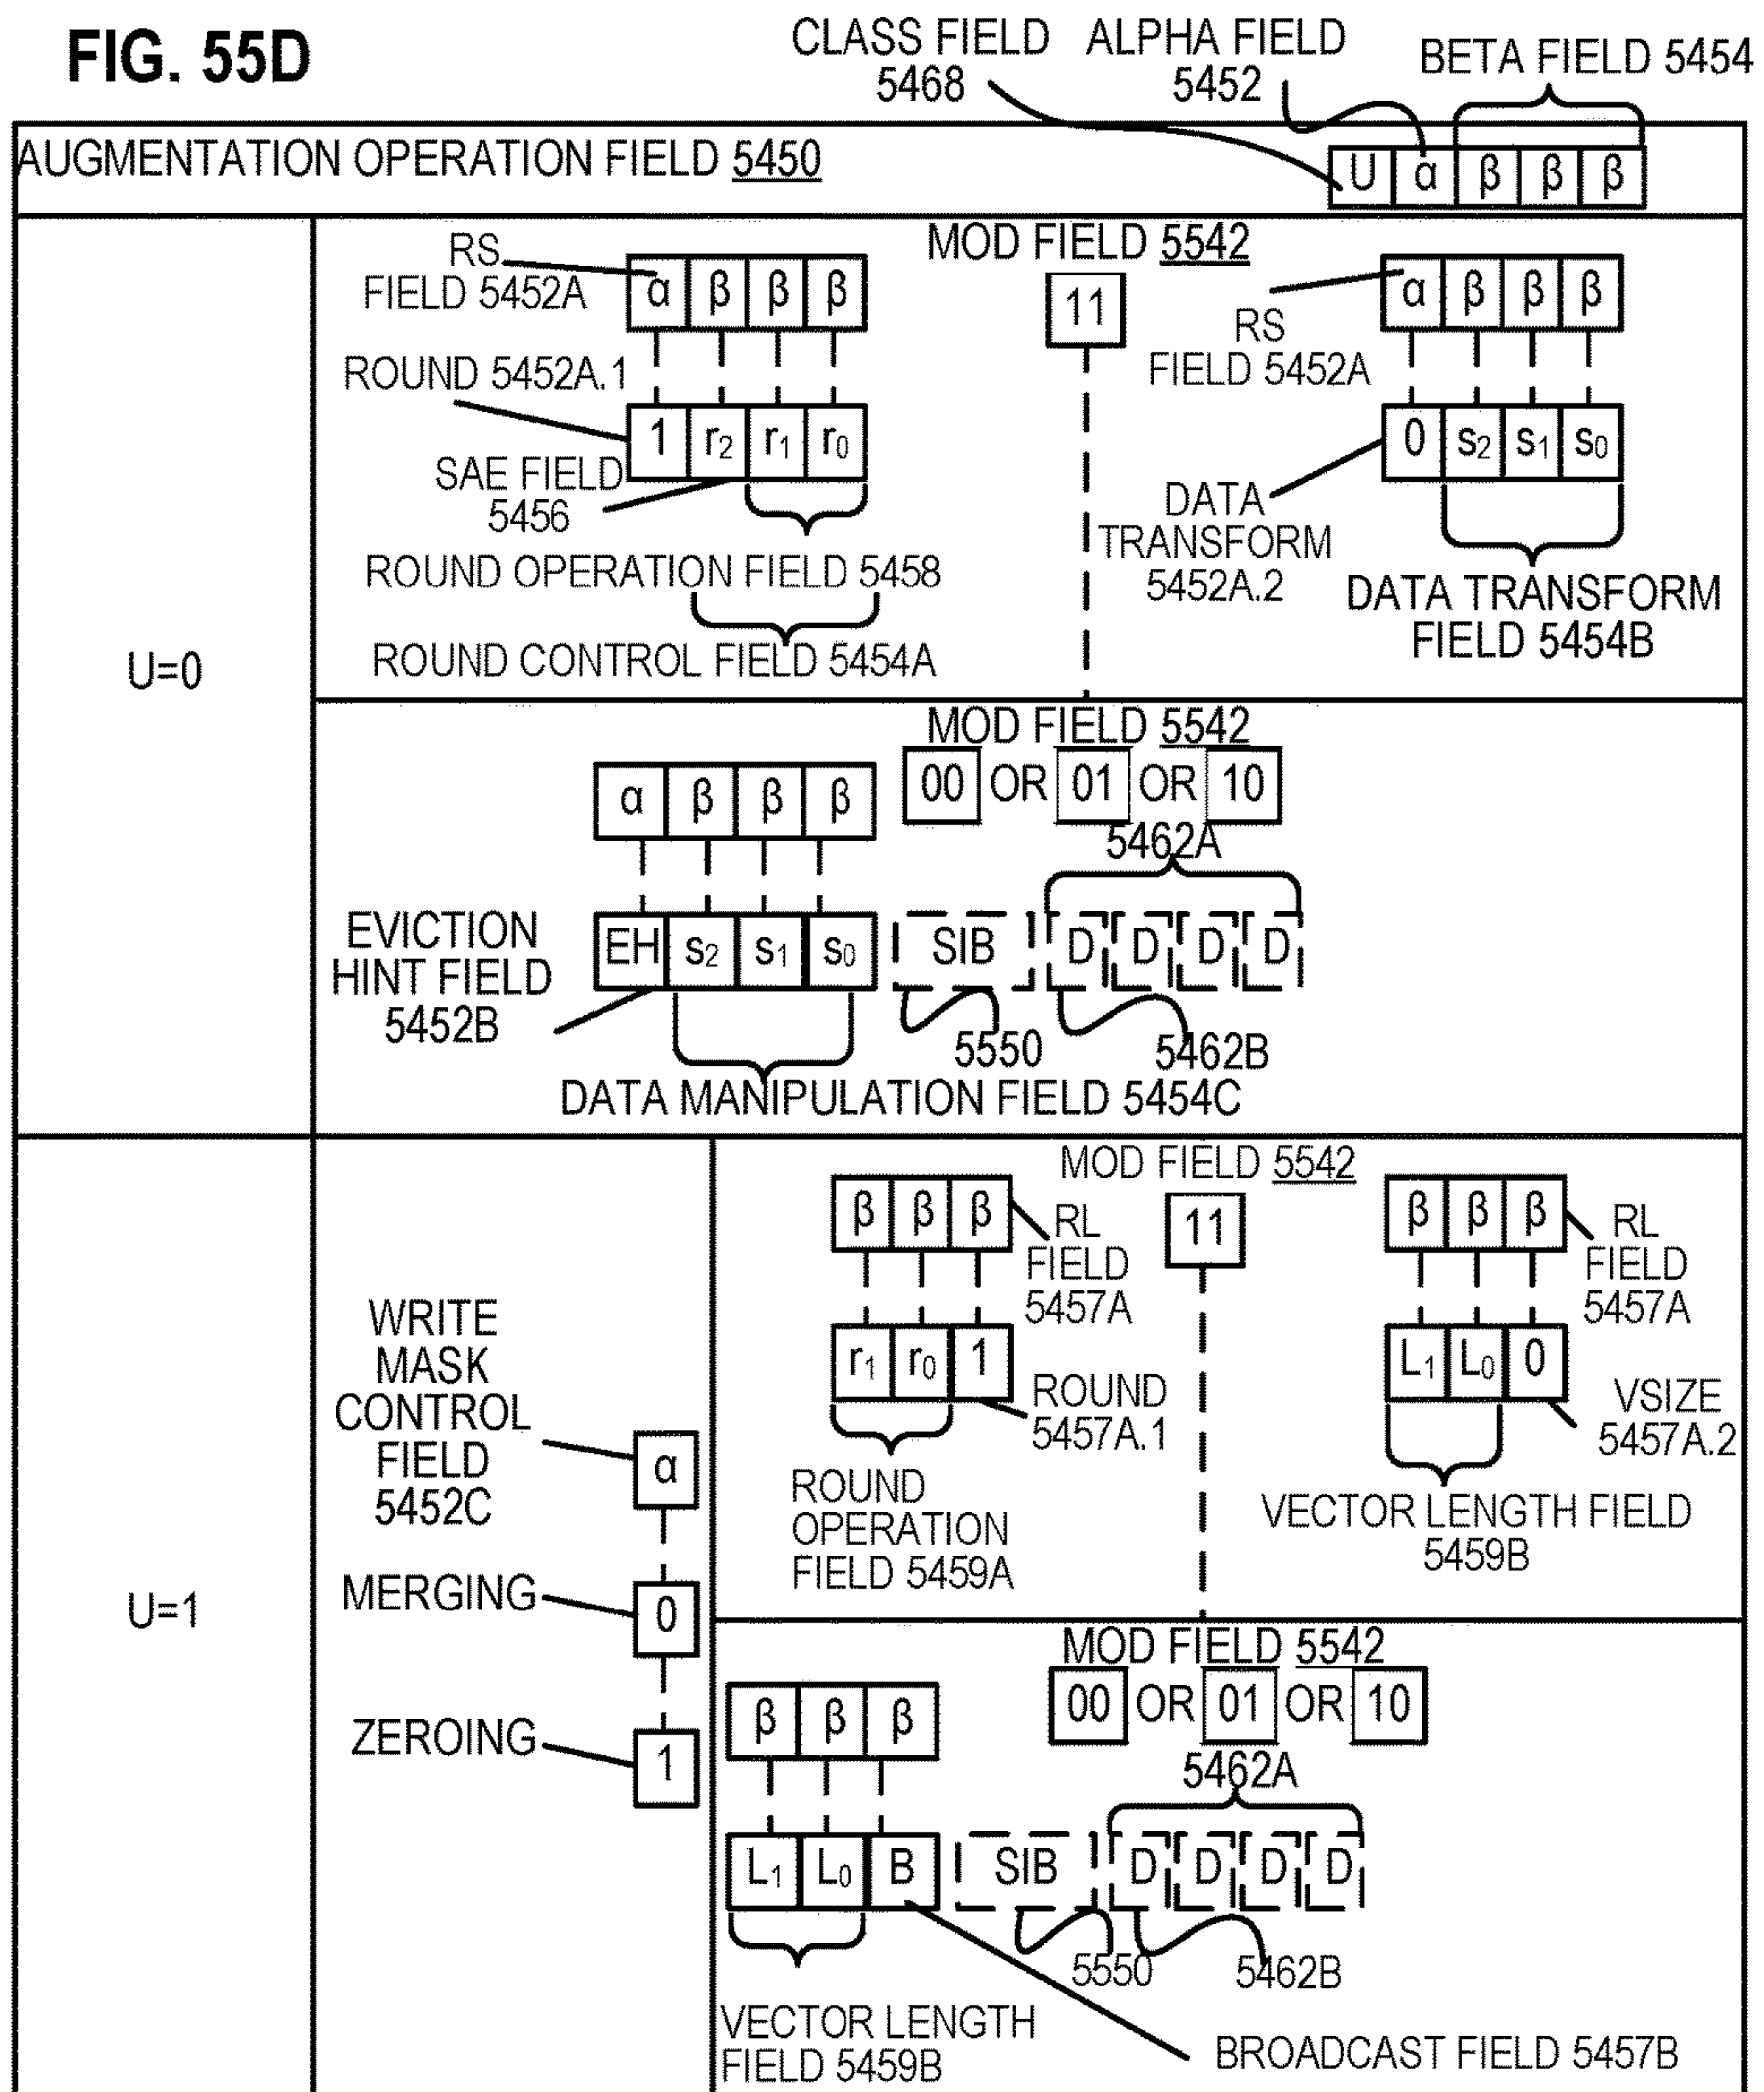 FIG. 55D
CLASS FIELD
5468
ALPHA FIELD
5452
BETA FIELD 5454
AUGMENTATION OPERATION FIELD 5450
U α β β β
U=0
MOD FIELD 5542
11
RS
FIELD 5452A
α β β β
ROUND 5452A.1
1 r2 r1 r0
SAE FIELD
5456
ROUND OPERATION FIELD 5458
ROUND CONTROL FIELD 5454A
α β β β
RS
FIELD 5452A
0 s2 s1 s0
DATA
TRANSFORM
5452A.2
DATA TRANSFORM
FIELD 5454B
MOD FIELD 5542
00 OR 01 OR 10
α β β β
5462A
EVICTION
HINT FIELD
5452B
EH s2 s1 s0 SIB D D D D
5550
5462B
DATA MANIPULATION FIELD 5454C
U=1
WRITE
MASK
CONTROL
FIELD
5452C
α
MERGING
0
ZEROING
1
MOD FIELD 5542
11
β β β
RL
FIELD
5457A
r1 r0 1
ROUND
5457A.1
ROUND
OPERATION
FIELD 5459A
β β β
RL
FIELD
5457A
L1 L0 0
VSIZE
5457A.2
VECTOR LENGTH FIELD
5459B
MOD FIELD 5542
00 OR 01 OR 10
β β β
5462A
L1 L0 B SIB D D D D
5550
5462B
VECTOR LENGTH
FIELD 5459B
BROADCAST FIELD 5457B